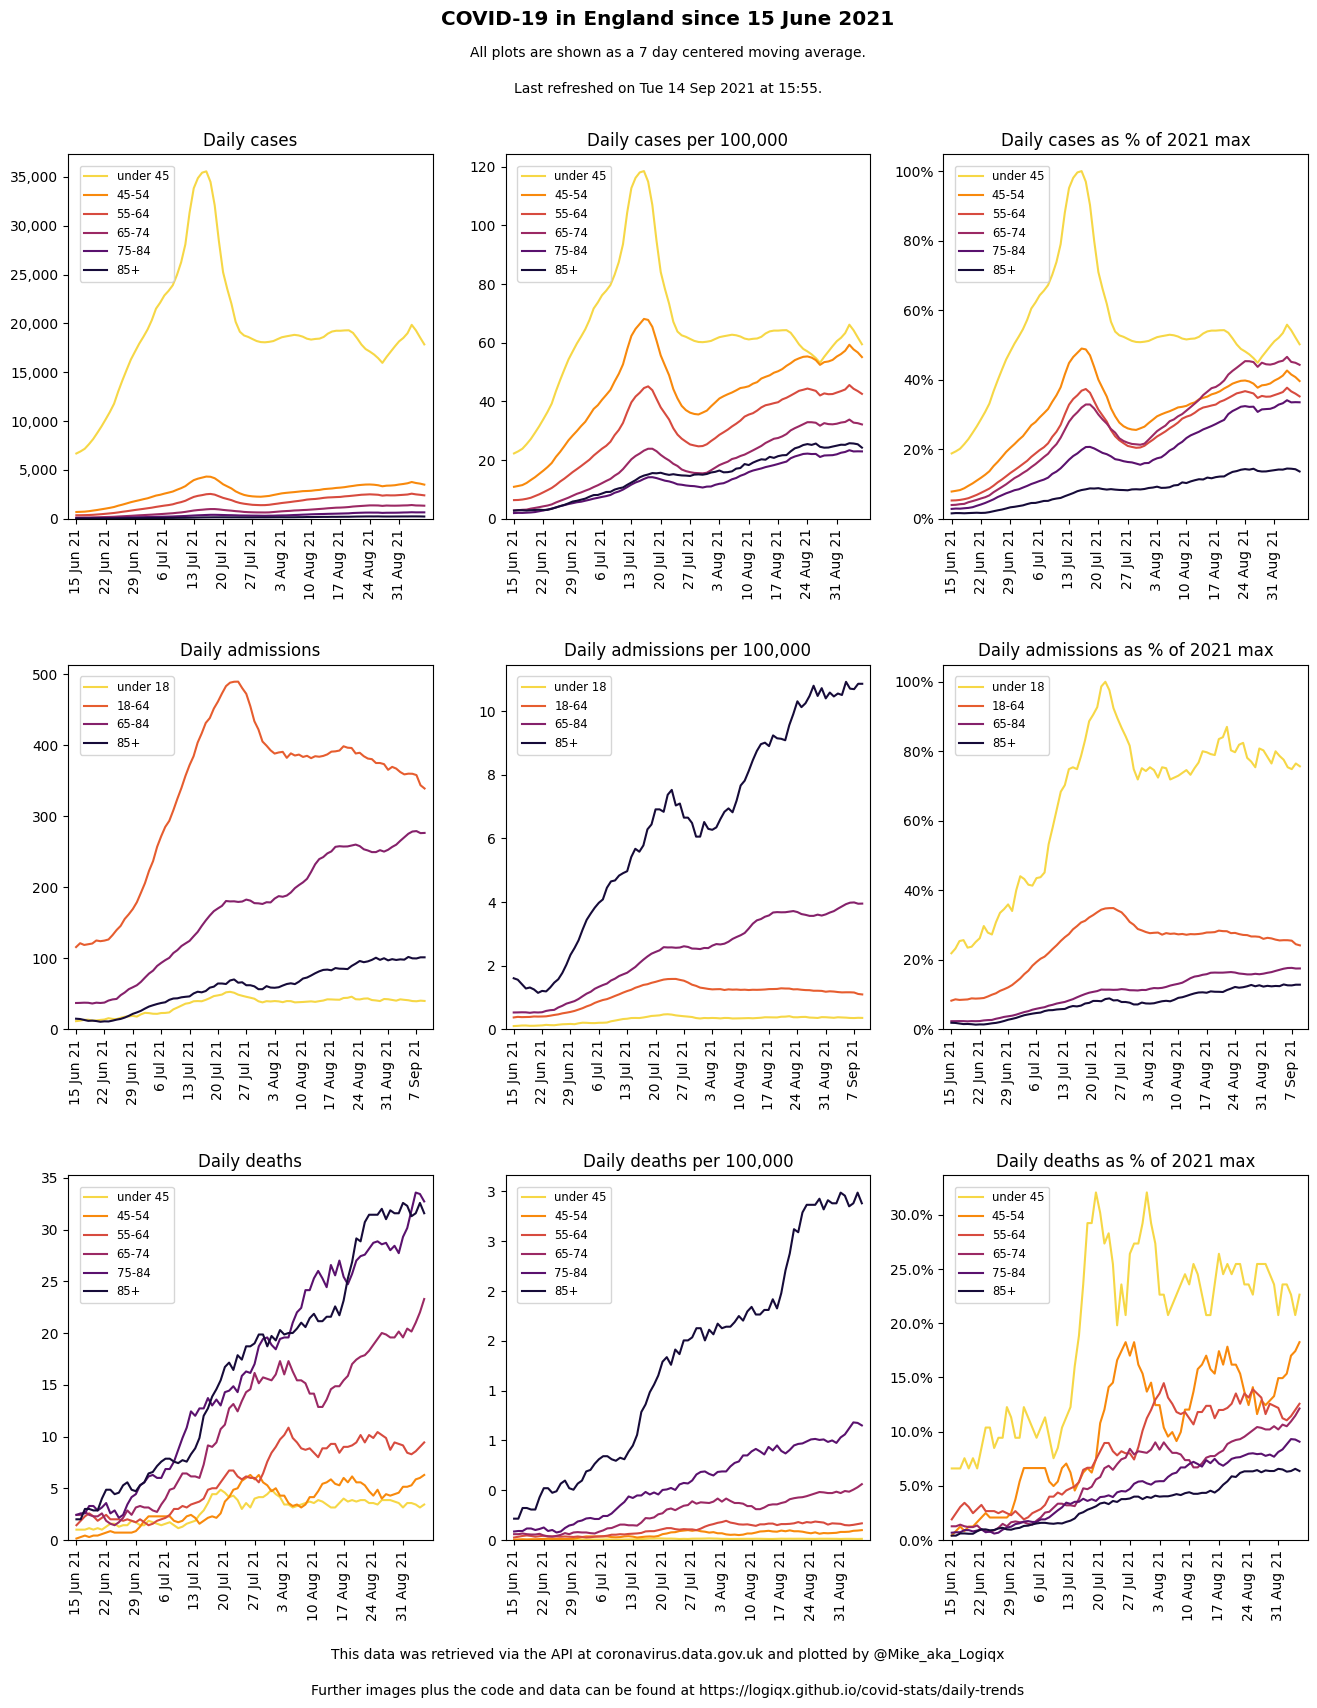 COVID-19 in England since 15 June 2021
All plots are shown as a 7 day centered moving average.
Last refreshed on Tue 14 Sep 2021 at 15:55.
Daily cases
35,000
30,000
25,000
20,000
15,000
10,000
5,000
0
under 45
45-54
55-64
65-74
75-84
85+
15 Jun 21
22 Jun 21
29 Jun 21
6 Jul 21
13 Jul 21
20 Jul 21
27 Jul 21
3 Aug 21
10 Aug 21
17 Aug 21
24 Aug 21
31 Aug 21
Daily cases per 100,000
120
100
80
60
40
20
0
under 45
45-54
55-64
65-74
75-84
85+
15 Jun 21
22 Jun 21
29 Jun 21
6 Jul 21
13 Jul 21
20 Jul 21
27 Jul 21
3 Aug 21
10 Aug 21
17 Aug 21
24 Aug 21
31 Aug 21
Daily cases as % of 2021 max
100%
80%
60%
40%
20%
0%
under 45
45-54
55-64
65-74
75-84
85+
15 Jun 21
22 Jun 21
29 Jun 21
6 Jul 21
13 Jul 21
20 Jul 21
27 Jul 21
3 Aug 21
10 Aug 21
17 Aug 21
24 Aug 21
31 Aug 21
Daily admissions
500
400
300
200
100
0
under 18
18-64
65-84
85+
15 Jun 21
22 Jun 21
29 Jun 21
6 Jul 21
13 Jul 21
20 Jul 21
27 Jul 21
3 Aug 21
10 Aug 21
17 Aug 21
24 Aug 21
31 Aug 21
7 Sep 21
Daily admissions per 100,000
10
8
6
4
2
0
under 18
18-64
65-84
85+
15 Jun 21
22 Jun 21
29 Jun 21
6 Jul 21
13 Jul 21
20 Jul 21
27 Jul 21
3 Aug 21
10 Aug 21
17 Aug 21
24 Aug 21
31 Aug 21
7 Sep 21
Daily admissions as % of 2021 max
100%
80%
60%
40%
20%
0%
under 18
18-64
65-84
85+
15 Jun 21
22 Jun 21
29 Jun 21
6 Jul 21
13 Jul 21
20 Jul 21
27 Jul 21
3 Aug 21
10 Aug 21
17 Aug 21
24 Aug 21
31 Aug 21
7 Sep 21
Daily deaths
35
30
25
20
15
10
5
0
under 45
45-54
55-64
65-74
75-84
85+
15 Jun 21
22 Jun 21
29 Jun 21
6 Jul 21
13 Jul 21
20 Jul 21
27 Jul 21
3 Aug 21
10 Aug 21
17 Aug 21
24 Aug 21
31 Aug 21
Daily deaths per 100,000
3
3
2
2
1
1
0
0
under 45
45-54
55-64
65-74
75-84
85+
15 Jun 21
22 Jun 21
29 Jun 21
6 Jul 21
13 Jul 21
20 Jul 21
27 Jul 21
3 Aug 21
10 Aug 21
17 Aug 21
24 Aug 21
31 Aug 21
Daily deaths as % of 2021 max
30.0%
25.0%
20.0%
15.0%
10.0%
5.0%
0.0%
under 45
45-54
55-64
65-74
75-84
85+
15 Jun 21
22 Jun 21
29 Jun 21
6 Jul 21
13 Jul 21
20 Jul 21
27 Jul 21
3 Aug 21
10 Aug 21
17 Aug 21
24 Aug 21
31 Aug 21
This data was retrieved via the API at coronavirus.data.gov.uk and plotted by @Mike_aka_Logiqx
Further images plus the code and data can be found at https://logiqx.github.io/covid-stats/daily-trends